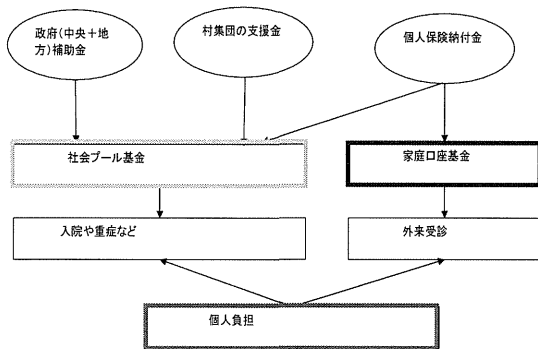 政府(中央＋地
方)補助金
村集団の支援金
個人保険納付金
社会プール基金
家庭口座基金
入院や重症など
外来受診
個人負担